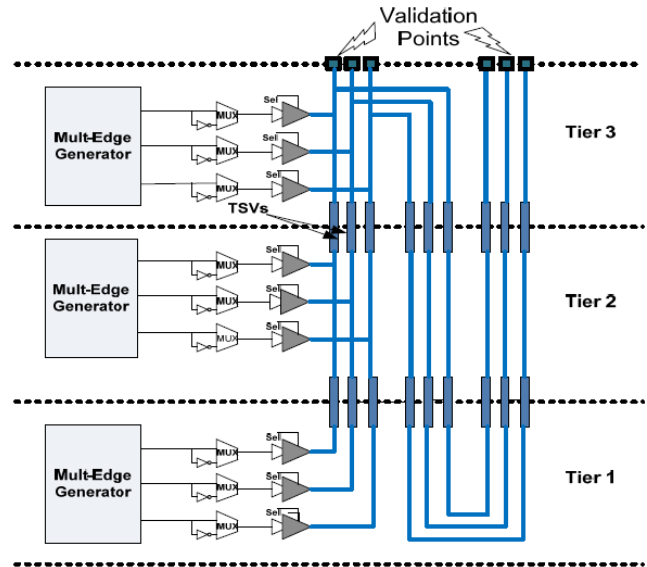 Validation
Points
Mult-Edge
Generator
MUX
Sel
MUX
Sel
MUX
Sel
Tier 3
TSVs
Mult-Edge
Generator
MUX
Sel
MUX
Sel
MUX
Sel
Tier 2
Mult-Edge
Generator
MUX
Sel
MUX
Sel
MUX
Sel
Tier 1